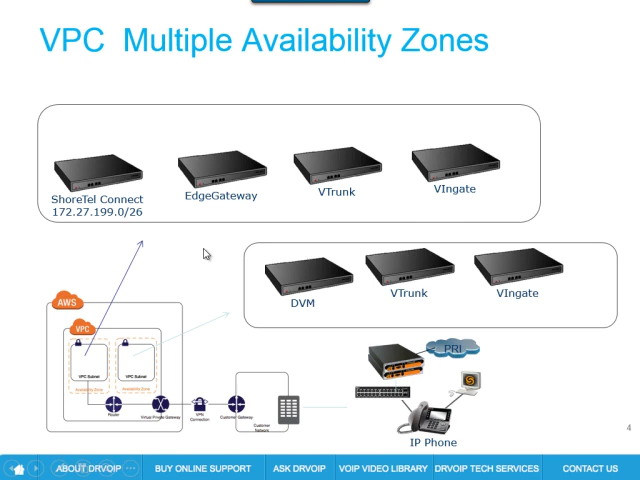 VPC  Multiple Availability Zones
ShoreTel Connect
172.27.199.0/26
EdgeGateway
VTrunk
VIngate
DVM
VTrunk
VIngate
AWS
VPC
VPC Subnet
VPC Subnet
Availability Zone
Availability Zone
Router
Virtual Private Gateway
VPN
Connection
Customer Gateway
Customer
Network
PRI
IP Phone
4
ABOUT DRVOIP
BUY ONLINE SUPPORT
ASK DRVOIP
VOIP VIDEO LIBRARY
DRVOIP TECH SERVICES
CONTACT US